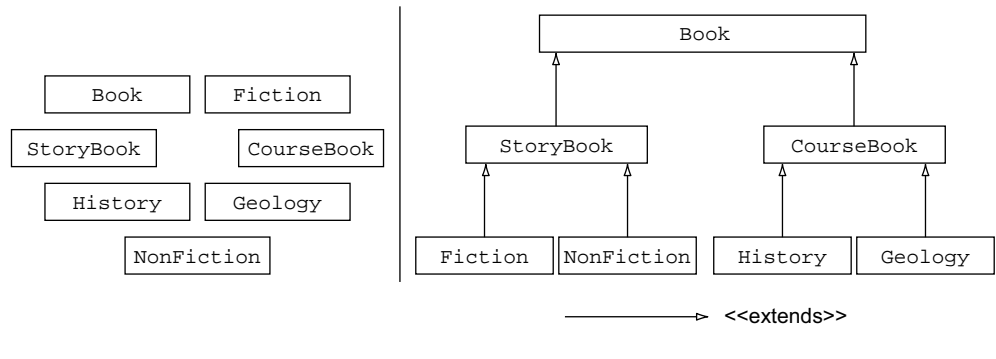 Book
Fiction
StoryBook
CourseBook
History
Geology
NonFiction
Book
StoryBook
CourseBook
Fiction
NonFiction
History
Geology
<<extends>>